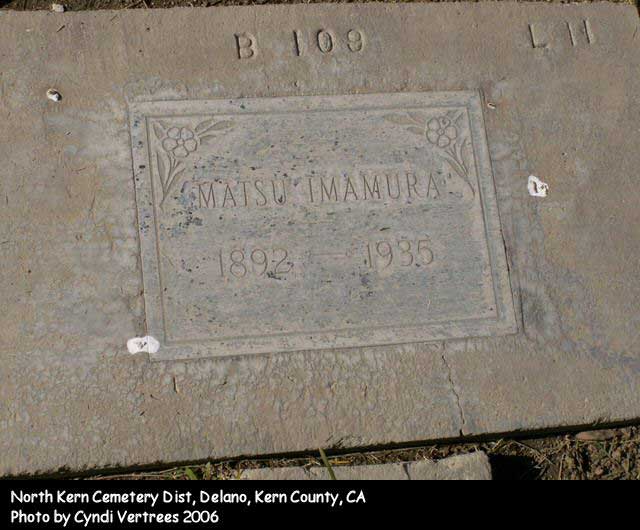 B 109 L 11
MATSU IMAMURA
1892 — 1935
North Kern Cemetery Dist, Delano, Kern County, CA
Photo by Cyndi Vertrees 2006